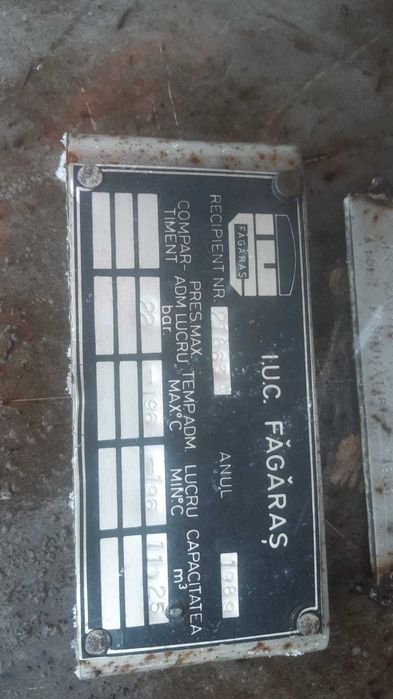 I.U.C. FĂGĂRAȘ
FĂGĂRAȘ
RECIPIENT NR.
ANUL 1989
COMPAR-
TIMENT
PRES.MAX.
ADM.LUCRU
bar.
TEMP.ADM. LUCRU
MAX°C MIN°C
CAPACITATEA
m³
22 -196 -196 11,25